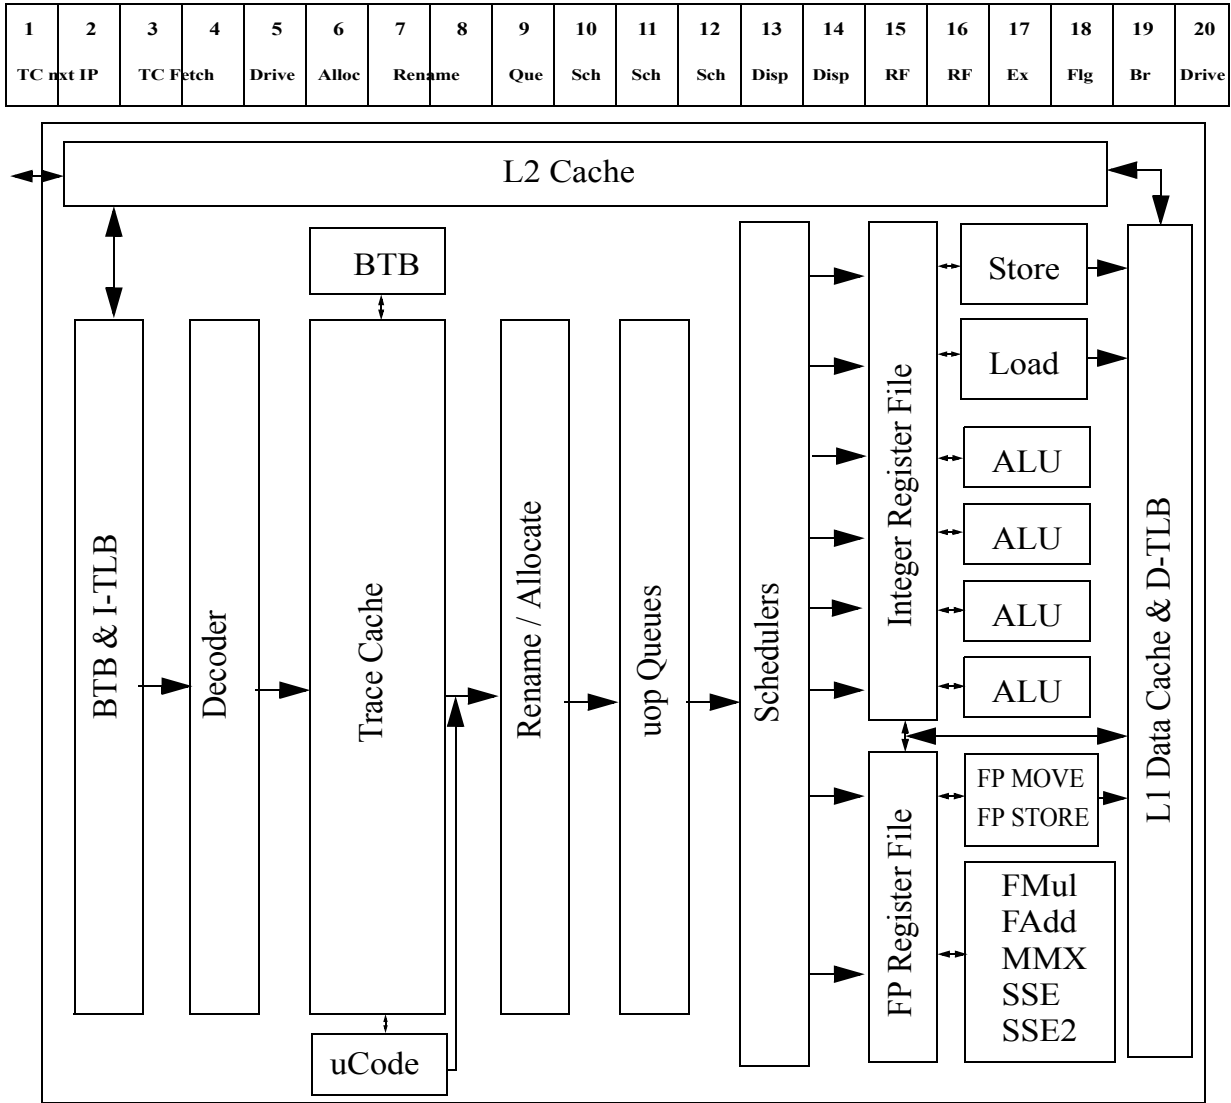 1 2 3 4 5 6 7 8 9 10 11 12 13 14 15 16 17 18 19 20
TC nxt IP TC Fetch Drive Alloc Rename Que Sch Sch Sch Disp Disp RF RF Ex Flg Br Drive
L2 Cache
BTB
BTB & I-TLB
Decoder
Trace Cache
uCode
Rename / Allocate
uop Queues
Schedulers
Integer Register File
FP Register File
Store
Load
ALU
ALU
ALU
ALU
FP MOVE
FP STORE
FMul
FAdd
MMX
SSE
SSE2
L1 Data Cache & D-TLB